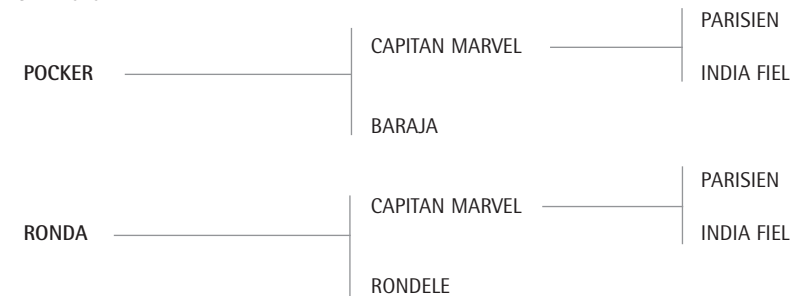 PARISIEN
CAPITAN MARVEL
POCKER
INDIA FIEL
BARAJA
PARISIEN
CAPITAN MARVEL
RONDA
INDIA FIEL
RONDELE